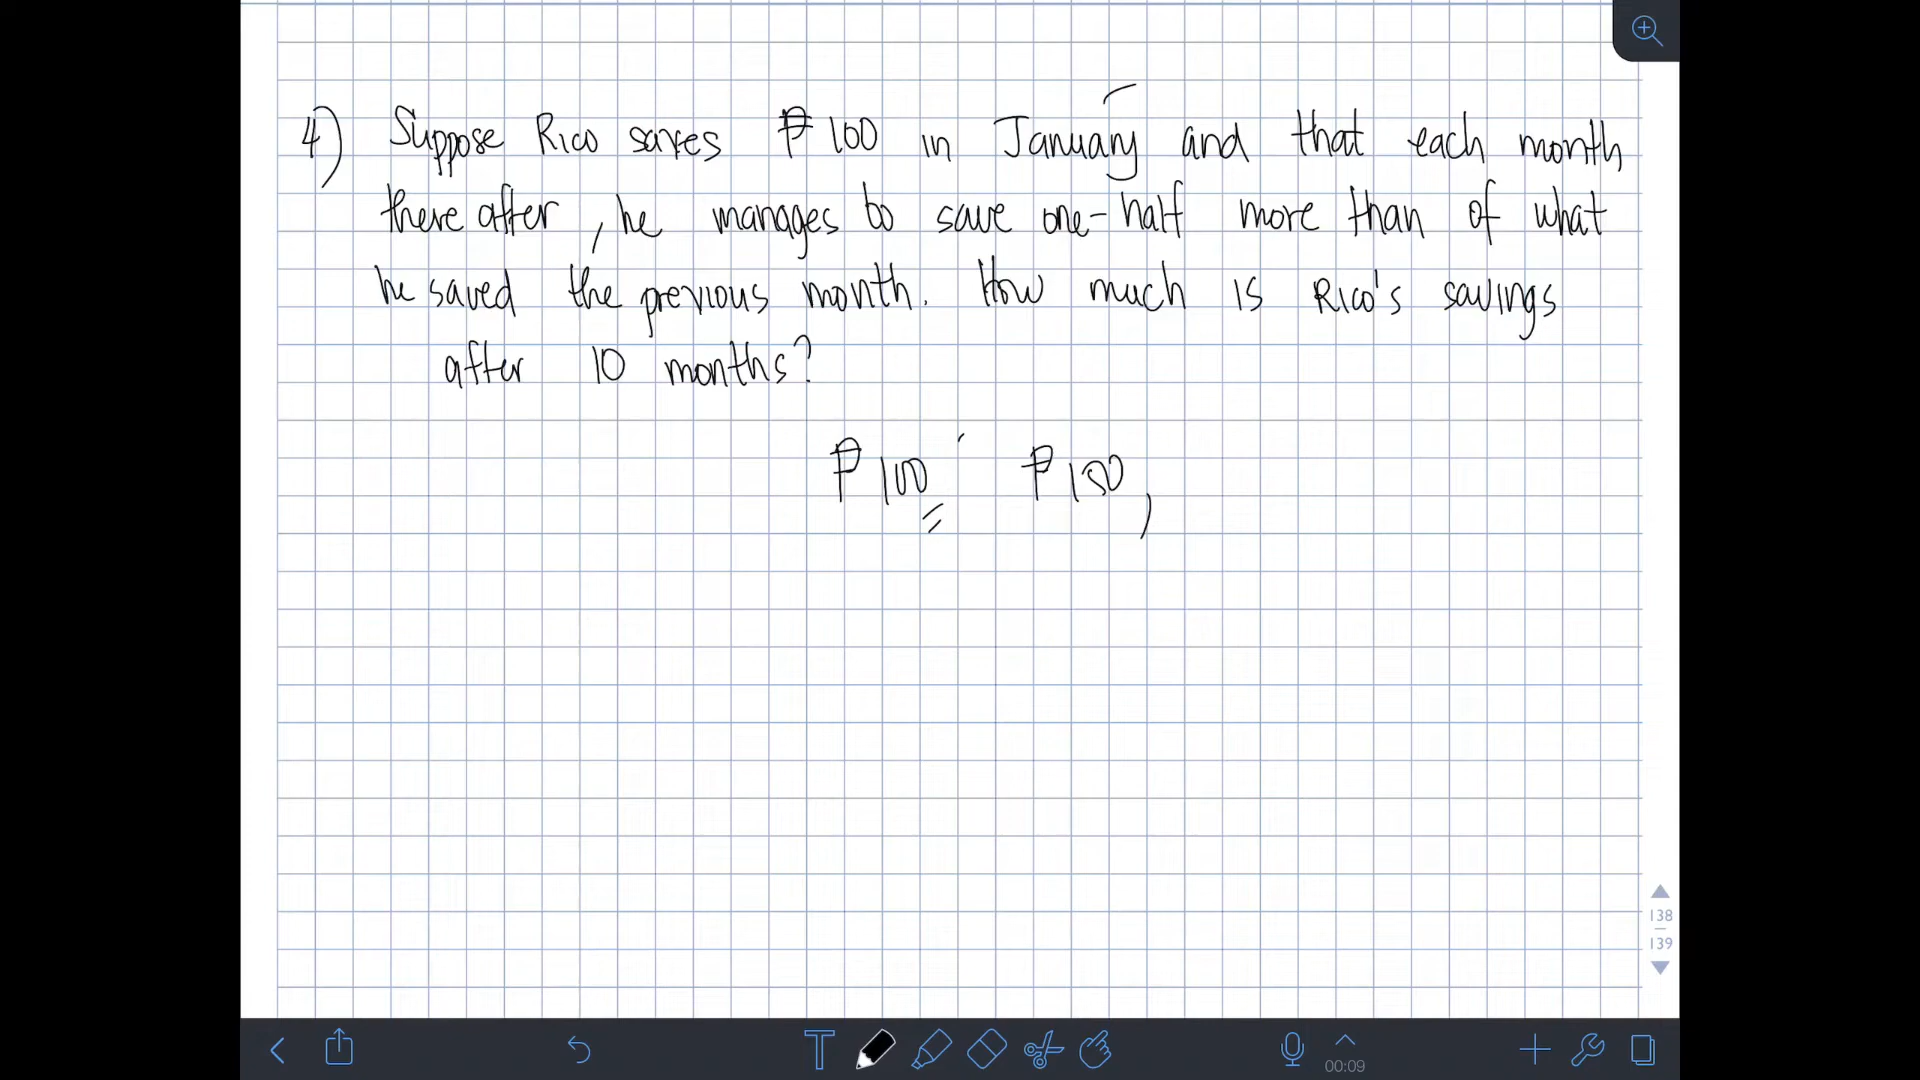 4) Suppose Rico saves ₱100 in January and that each month
there after, he manages to save one-half more than of what
he saved the previous month. How much is Rico's savings
after 10 months?
₱100 ₱150,
138
139
00:09